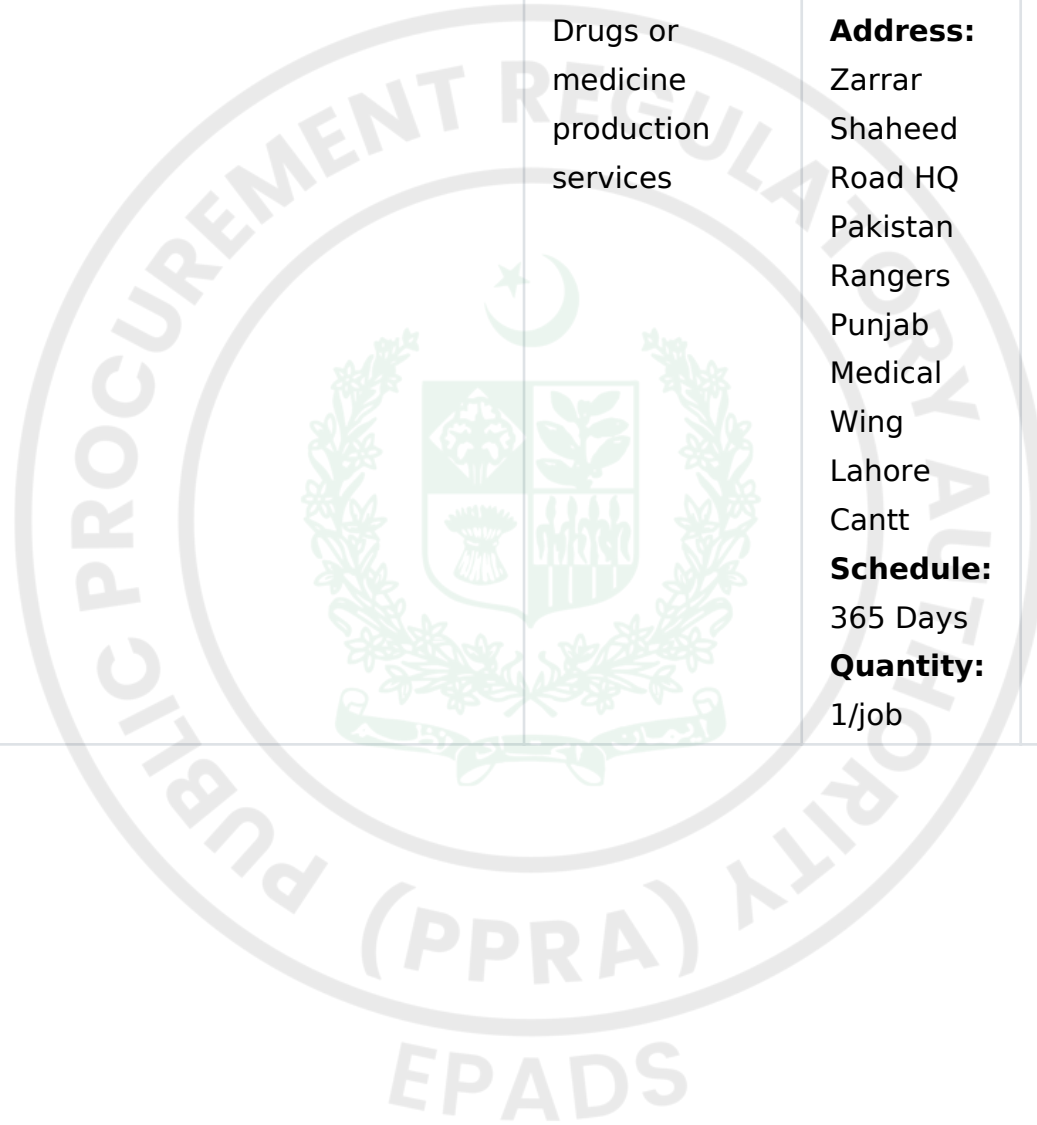 Drugs or
medicine
production
services
Address:
Zarrar
Shaheed
Road HQ
Pakistan
Rangers
Punjab
Medical
Wing
Lahore
Cantt
Schedule:
365 Days
Quantity:
1/job
PUBLIC PROCUREMENT REGULATORY AUTHORITY
(PPRA)
EPADS